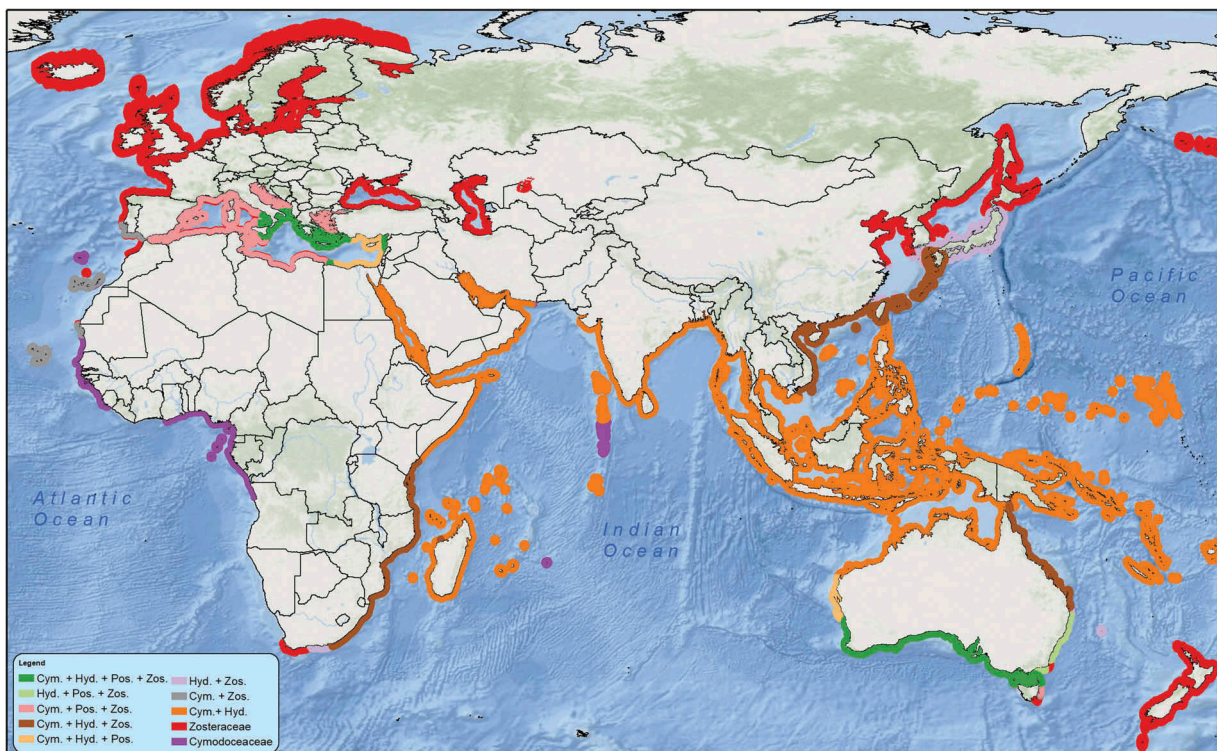 Pacific
Ocean
Atlantic
Ocean
Indian
Ocean
Legend
Cym. + Hyd. + Pos. + Zos.
Hyd. + Pos. + Zos.
Cym. + Pos. + Zos.
Cym. + Hyd. + Zos.
Cym. + Hyd. + Pos.
Hyd. + Zos.
Cym. + Zos.
Cym.+ Hyd.
Zosteraceae
Cymodoceaceae